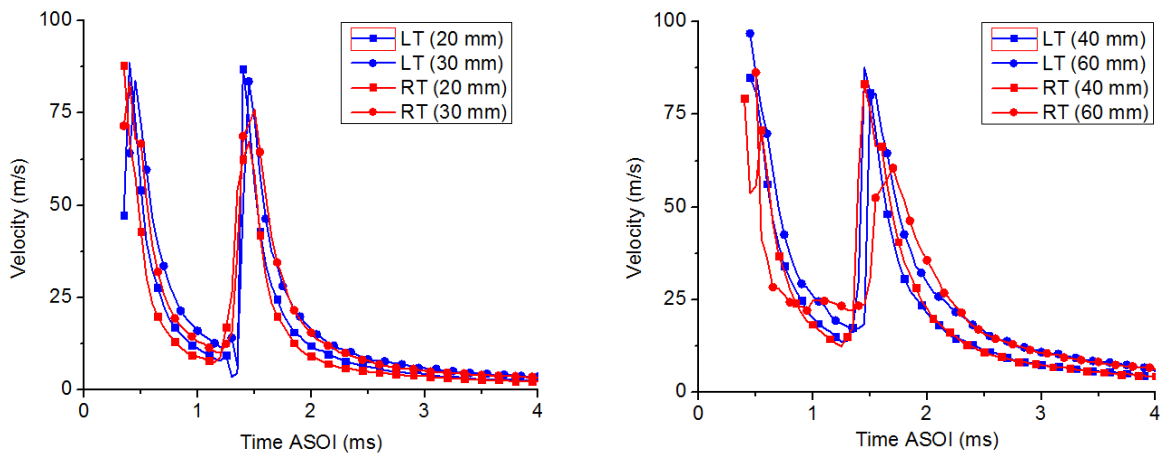 100
75
50
25
0
Velocity (m/s)
LT (20 mm)
LT (30 mm)
RT (20 mm)
RT (30 mm)
0 1 2 3 4
Time ASOI (ms)
100
75
50
25
0
Velocity (m/s)
LT (40 mm)
LT (60 mm)
RT (40 mm)
RT (60 mm)
0 1 2 3 4
Time ASOI (ms)